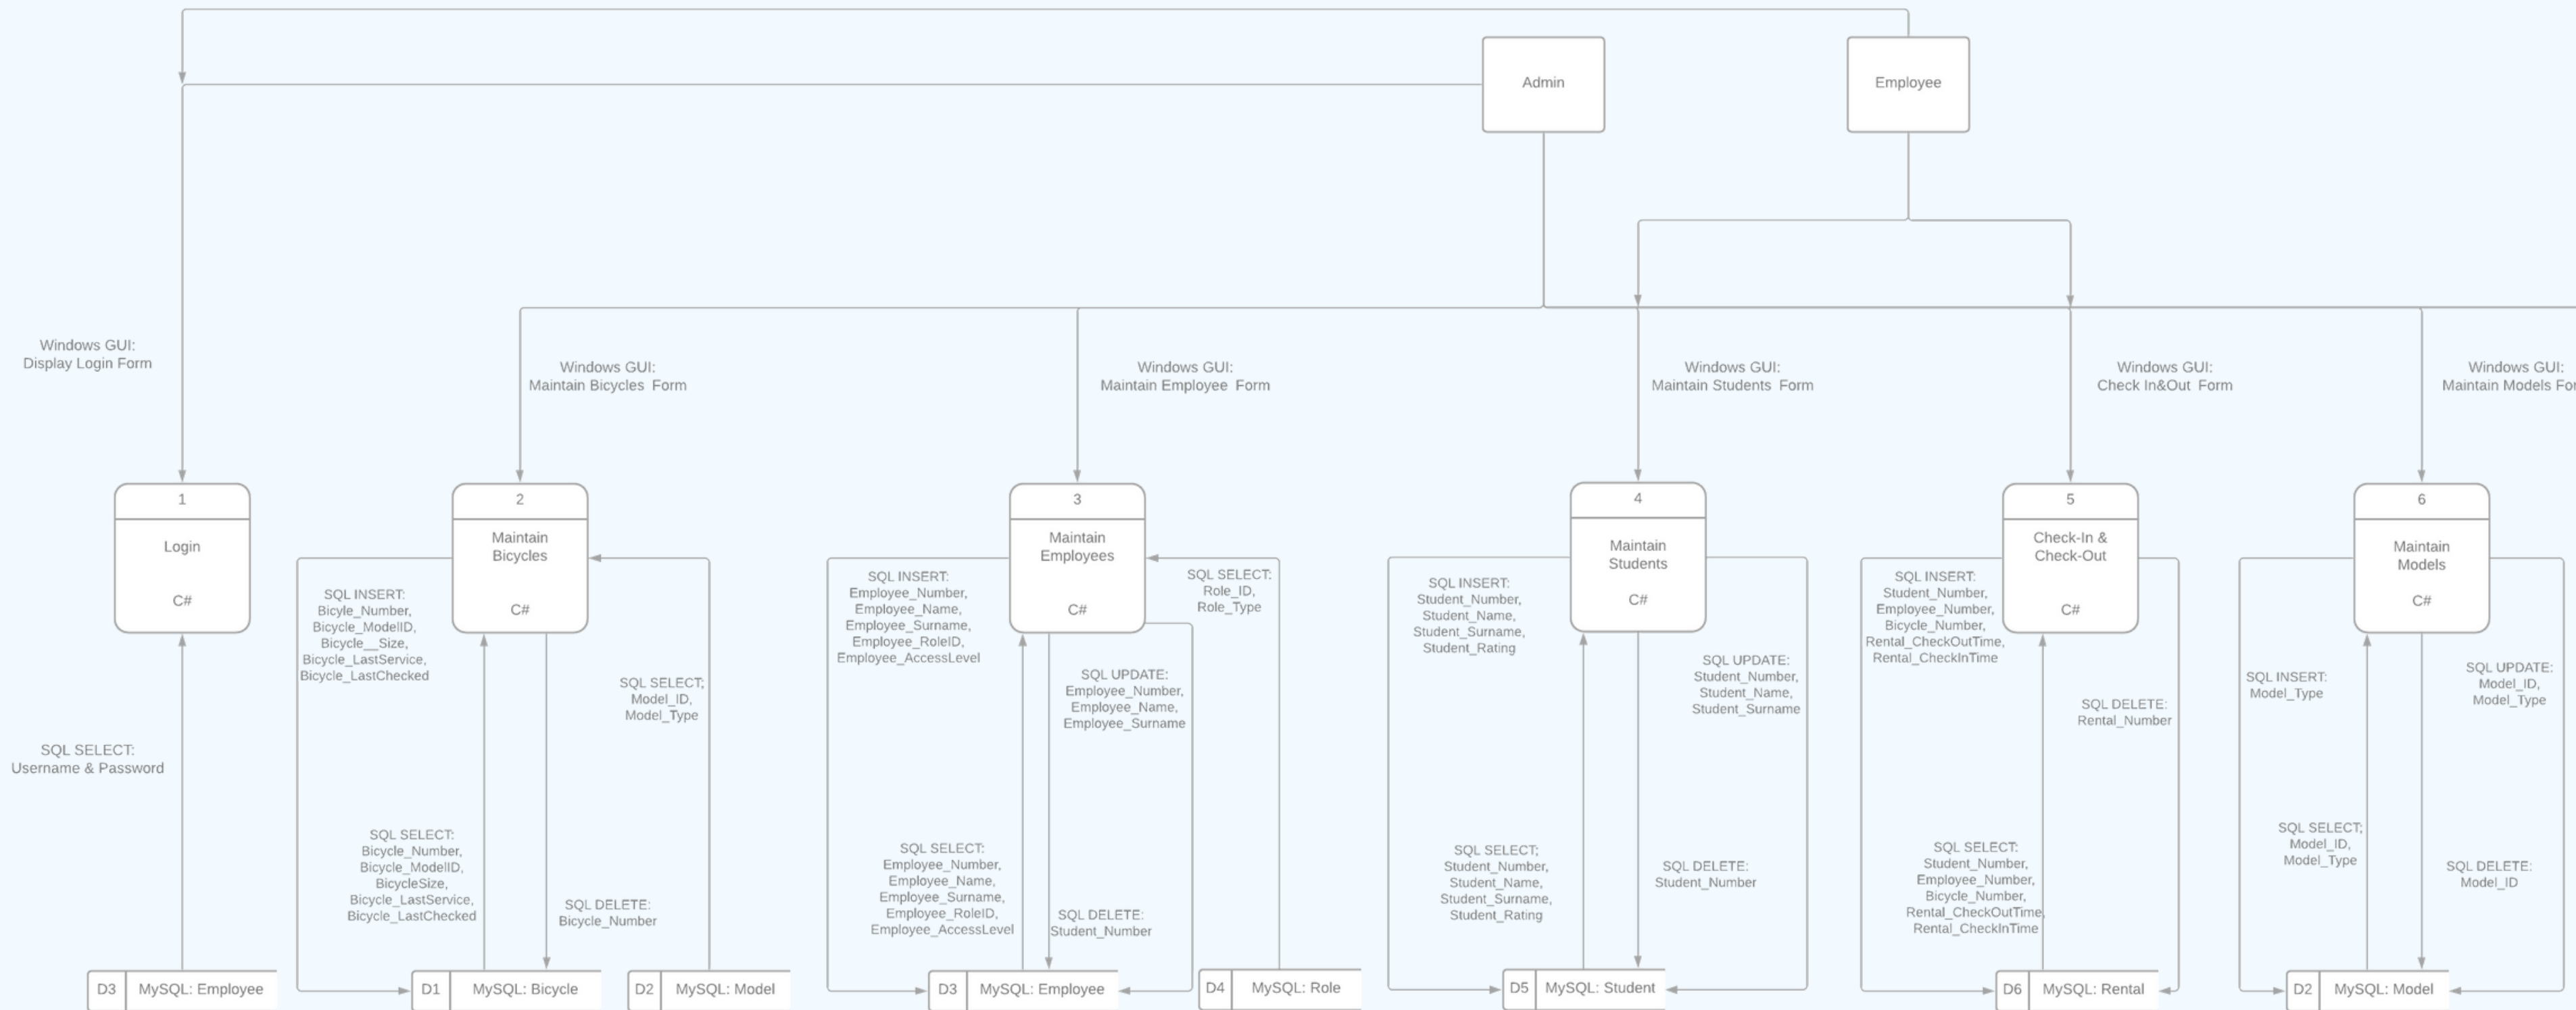 Admin
Employee
Windows GUI:
Display Login Form
Windows GUI:
Maintain Bicycles Form
Windows GUI:
Maintain Employee Form
Windows GUI:
Maintain Students Form
Windows GUI:
Check In&Out Form
Windows GUI:
Maintain Models For
1
Login
C#
SQL SELECT:
Username & Password
D3
MySQL: Employee
2
Maintain
Bicycles
C#
SQL INSERT:
Bicyle_Number,
Bicycle_ModelID,
Bicycle__Size,
Bicycle_LastService,
Bicycle_LastChecked
SQL SELECT:
Bicycle_Number,
Bicycle_ModelID,
BicycleSize,
Bicycle_LastService,
Bicycle_LastChecked
SQL DELETE:
Bicycle_Number
SQL SELECT;
Model_ID,
Model_Type
D1
MySQL: Bicycle
D2
MySQL: Model
3
Maintain
Employees
C#
SQL INSERT:
Employee_Number,
Employee_Name,
Employee_Surname,
Employee_RoleID,
Employee_AccessLevel
SQL SELECT:
Role_ID,
Role_Type
SQL UPDATE:
Employee_Number,
Employee_Name,
Employee_Surname
SQL SELECT:
Employee_Number,
Employee_Name,
Employee_Surname,
Employee_RoleID,
Employee_AccessLevel
SQL DELETE:
Student_Number
D3
MySQL: Employee
D4
MySQL: Role
4
Maintain
Students
C#
SQL INSERT:
Student_Number,
Student_Name,
Student_Surname,
Student_Rating
SQL UPDATE:
Student_Number,
Student_Name,
Student_Surname
SQL SELECT;
Student_Number,
Student_Name,
Student_Surname,
Student_Rating
SQL DELETE:
Student_Number
D5
MySQL: Student
5
Check-In &
Check-Out
C#
SQL INSERT:
Student_Number,
Employee_Number,
Bicycle_Number,
Rental_CheckOutTime,
Rental_CheckInTime
SQL DELETE:
Rental_Number
SQL SELECT:
Student_Number,
Employee_Number,
Bicycle_Number,
Rental_CheckOutTime,
Rental_CheckInTime
D6
MySQL: Rental
6
Maintain
Models
C#
SQL INSERT:
Model_Type
SQL UPDATE:
Model_ID,
Model_Type
SQL SELECT;
Model_ID,
Model_Type
SQL DELETE:
Model_ID
D2
MySQL: Model